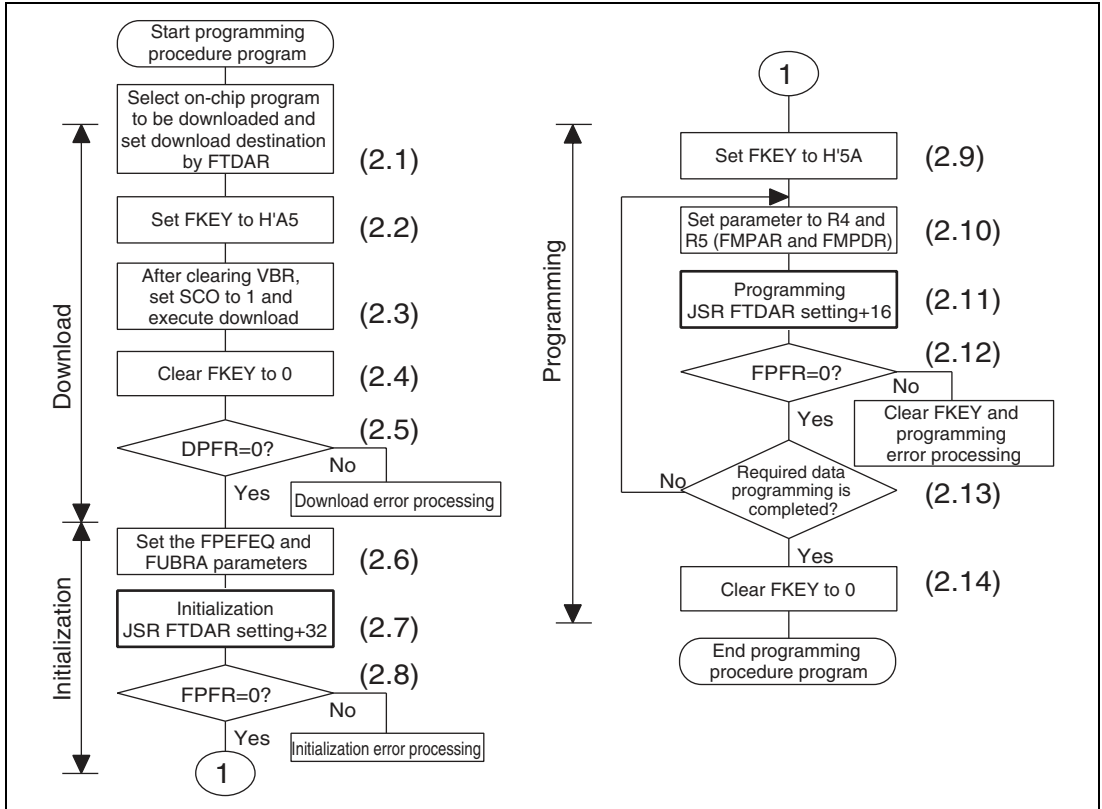 Start programming
procedure program
Select on-chip program
to be downloaded and
set download destination
by FTDAR
(2.1)
Set FKEY to H'A5
(2.2)
After clearing VBR,
set SCO to 1 and
execute download
(2.3)
Clear FKEY to 0
(2.4)
DPFR=0?
(2.5)
No
Yes
Download error processing
Download
Set the FPEFEQ and
FUBRA parameters
(2.6)
Initialization
JSR FTDAR setting+32
(2.7)
FPFR=0?
(2.8)
No
Yes
Initialization error processing
Initialization
1
1
Set FKEY to H'5A
(2.9)
Set parameter to R4 and
R5 (FMPAR and FMPDR)
(2.10)
Programming
JSR FTDAR setting+16
(2.11)
FPFR=0?
(2.12)
No
Yes
Clear FKEY and
programming
error processing
Required data
programming is
completed?
(2.13)
No
Yes
Clear FKEY to 0
(2.14)
Programming
End programming
procedure program